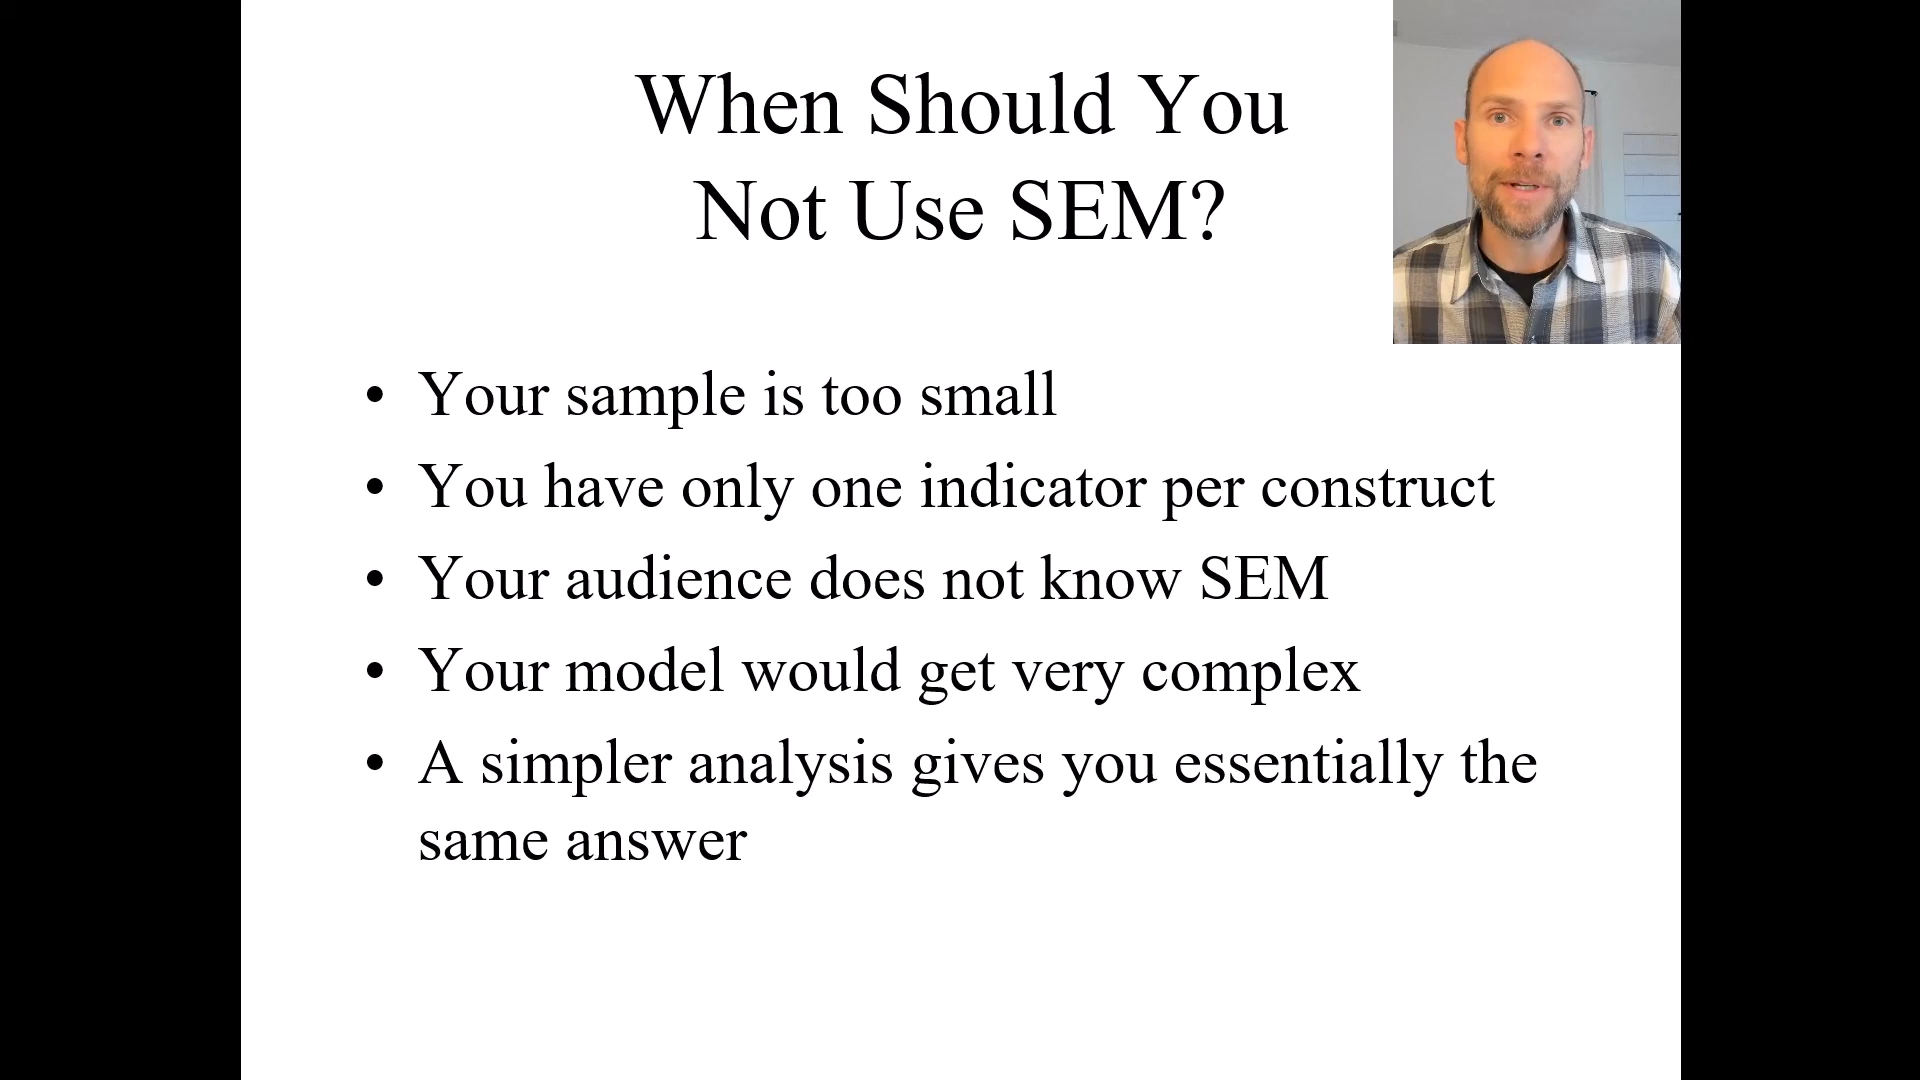 When Should You
Not Use SEM?
• Your sample is too small
• You have only one indicator per construct
• Your audience does not know SEM
• Your model would get very complex
• A simpler analysis gives you essentially the
same answer